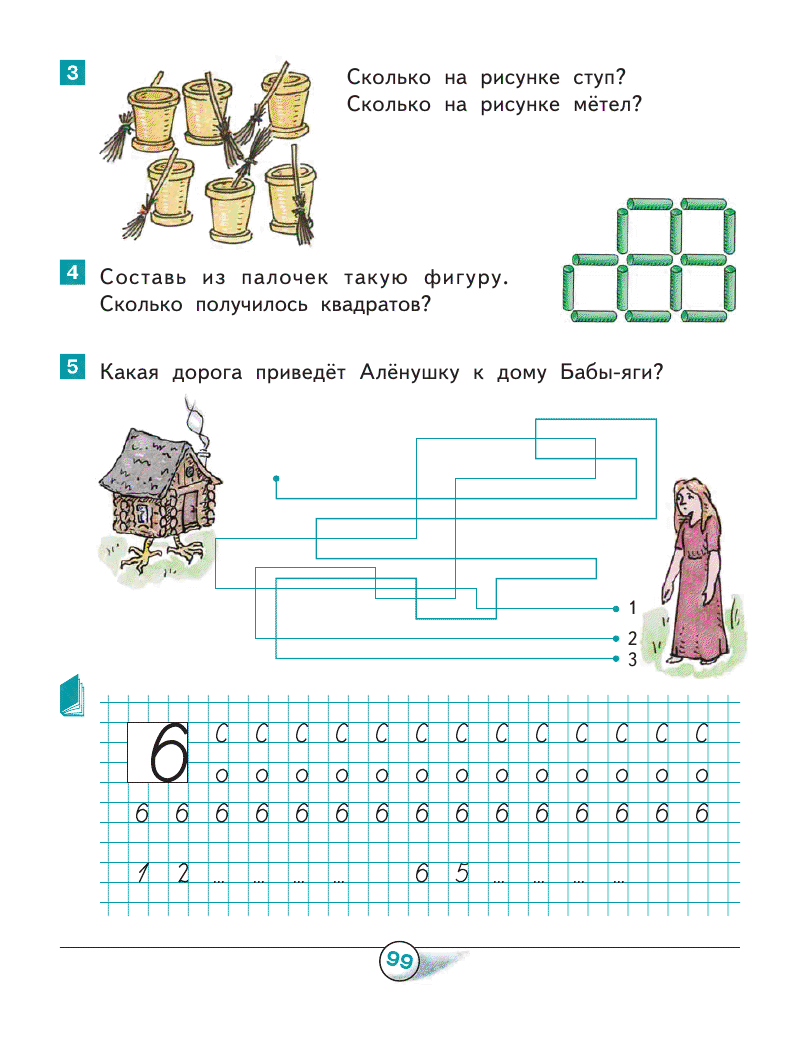 3
Сколько на рисунке ступ?
Сколько на рисунке мётел?
4
Составь из палочек такую фигуру.
Сколько получилось квадратов?
5
Какая дорога приведёт Алёнушку к дому Бабы-яги?
1
2
3
6 С С С С С С С С С С С С С
о о о о о о о о о о о о о
6 6 6 6 6 6 6 6 6 6 6 6 6 6 6
1 2 ... ... ... ... 6 5 ... ... ... ...
99